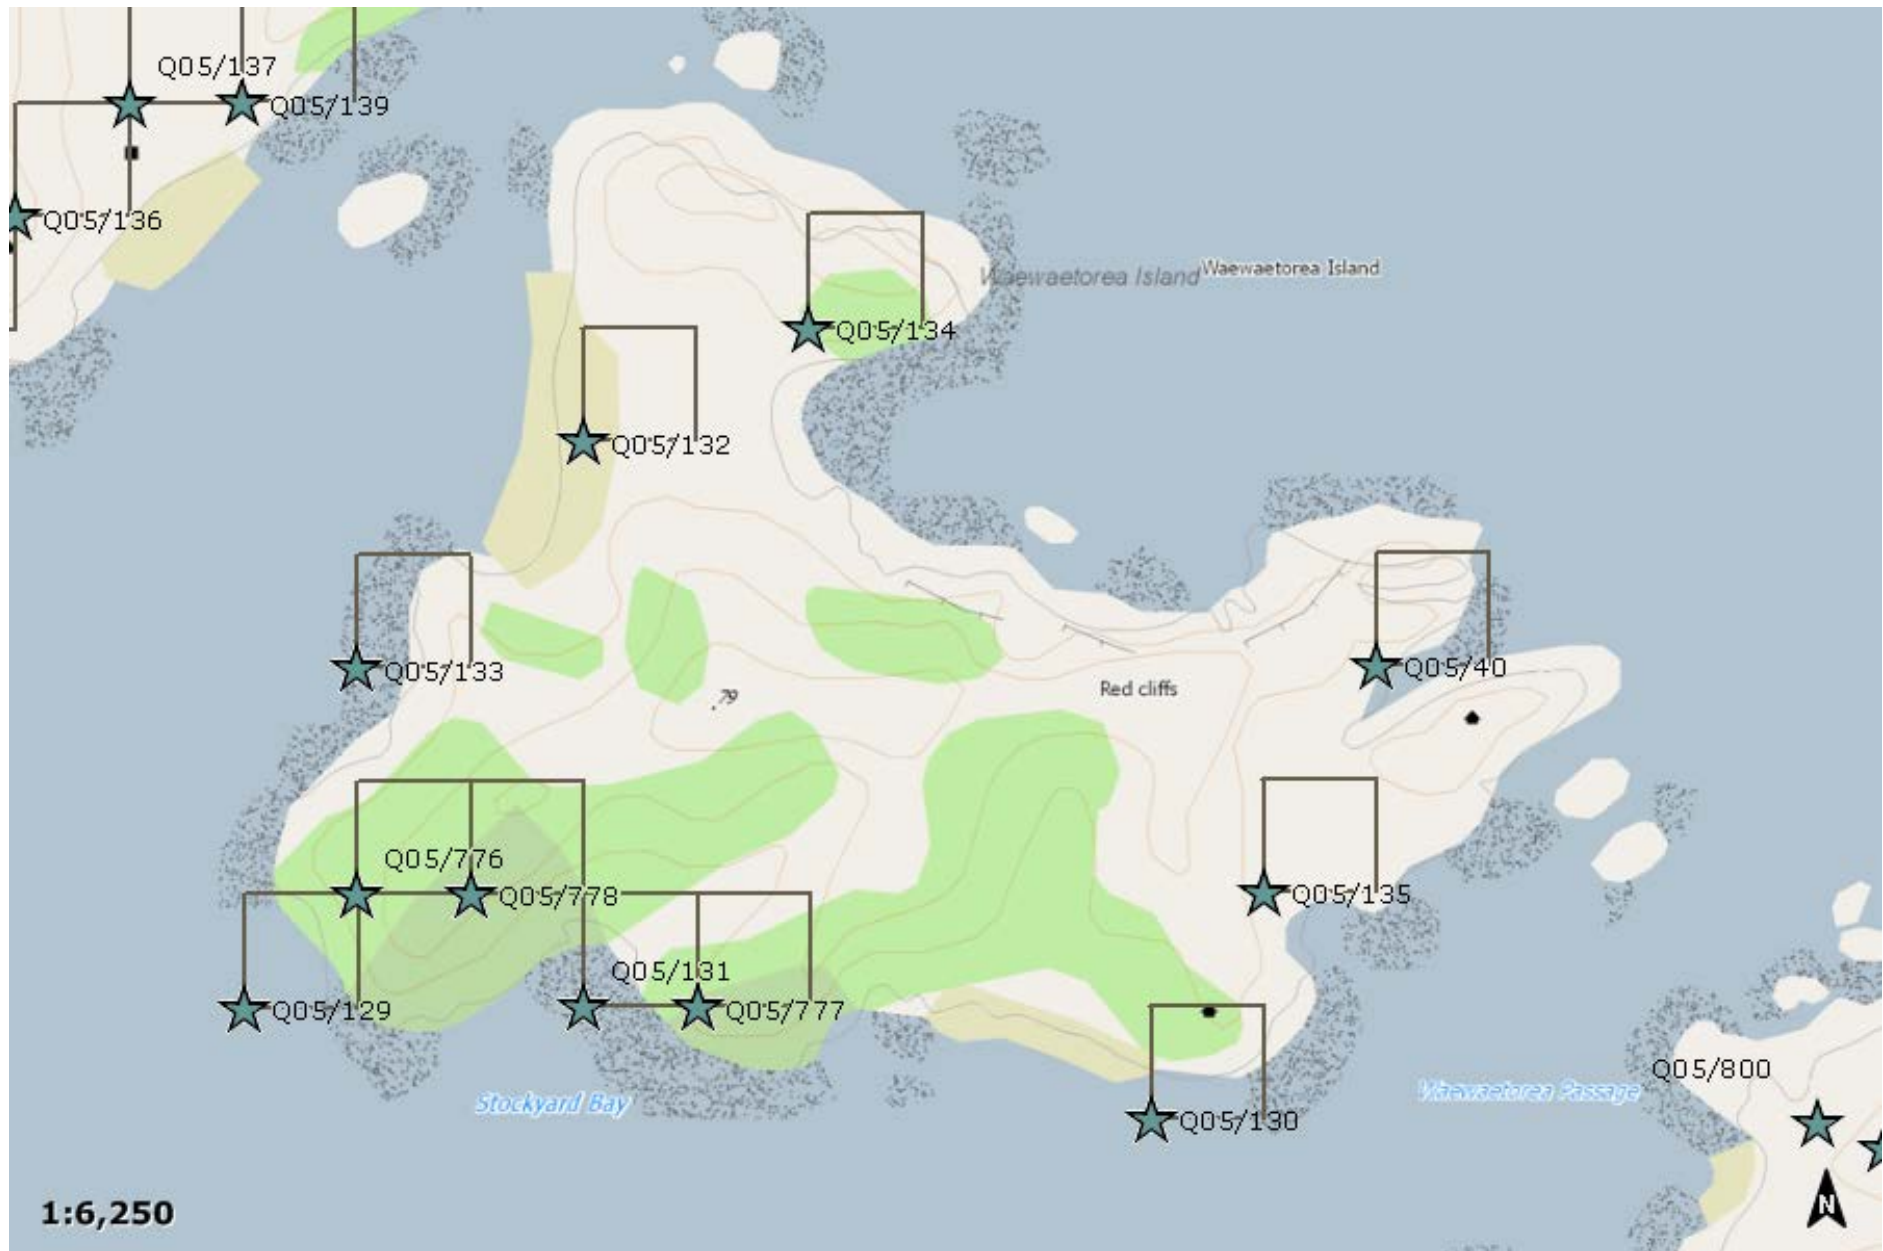 Q05/137
Q05/139
Q05/136
Waewaetorea Island
Waewaetorea Island
Q05/134
Q05/132
Q05/133
Q05/40
79
Red cliffs
Q05/776
Q05/778
Q05/135
Q05/131
Q05/129
Q05/777
Q05/800
Stockyard Bay
Waewaetorea Passage
Q05/130
1:6,250
N